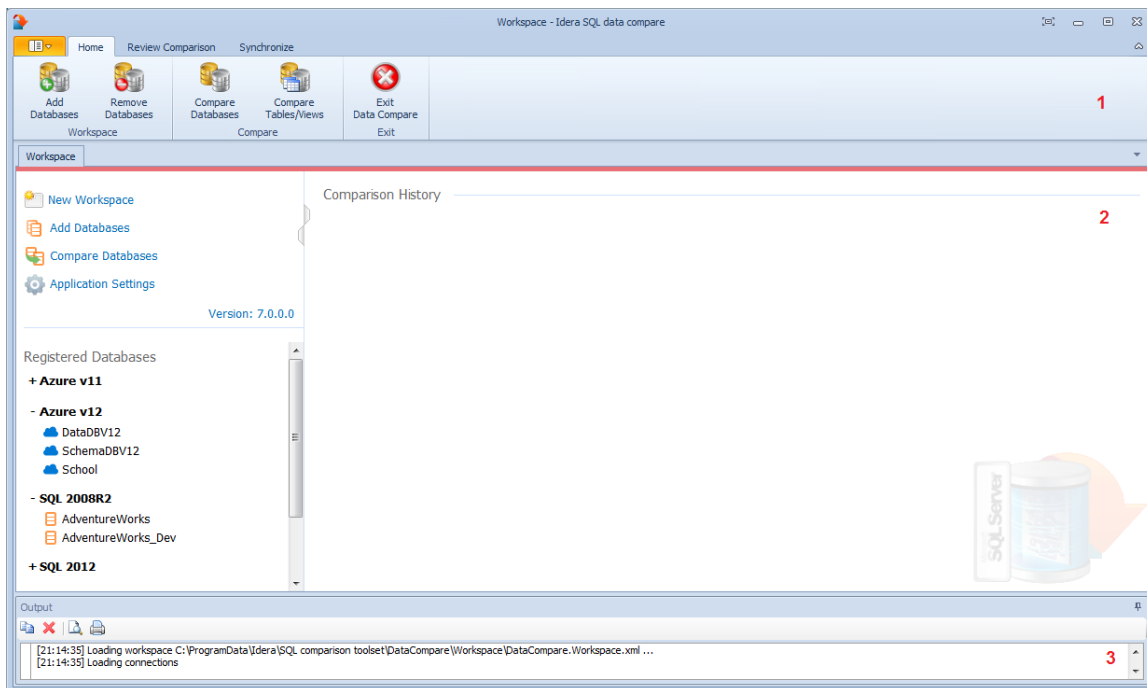 Workspace - Idera SQL data compare
Home Review Comparison Synchronize
Add Databases
Remove Databases
Compare Databases
Compare Tables/Views
Exit Data Compare
1
Workspace
Compare
Exit
Workspace
New Workspace
Add Databases
Compare Databases
Application Settings
Version: 7.0.0.0
Comparison History
2
Registered Databases
+ Azure v11
- Azure v12
DataDBV12
SchemaDBV12
School
- SQL 2008R2
AdventureWorks
AdventureWorks_Dev
+ SQL 2012
SQL Server
Output
[21:14:35] Loading workspace C:\ProgramData\Idera\SQL comparison toolset\DataCompare\Workspace\DataCompare.Workspace.xml ...
[21:14:35] Loading connections
3